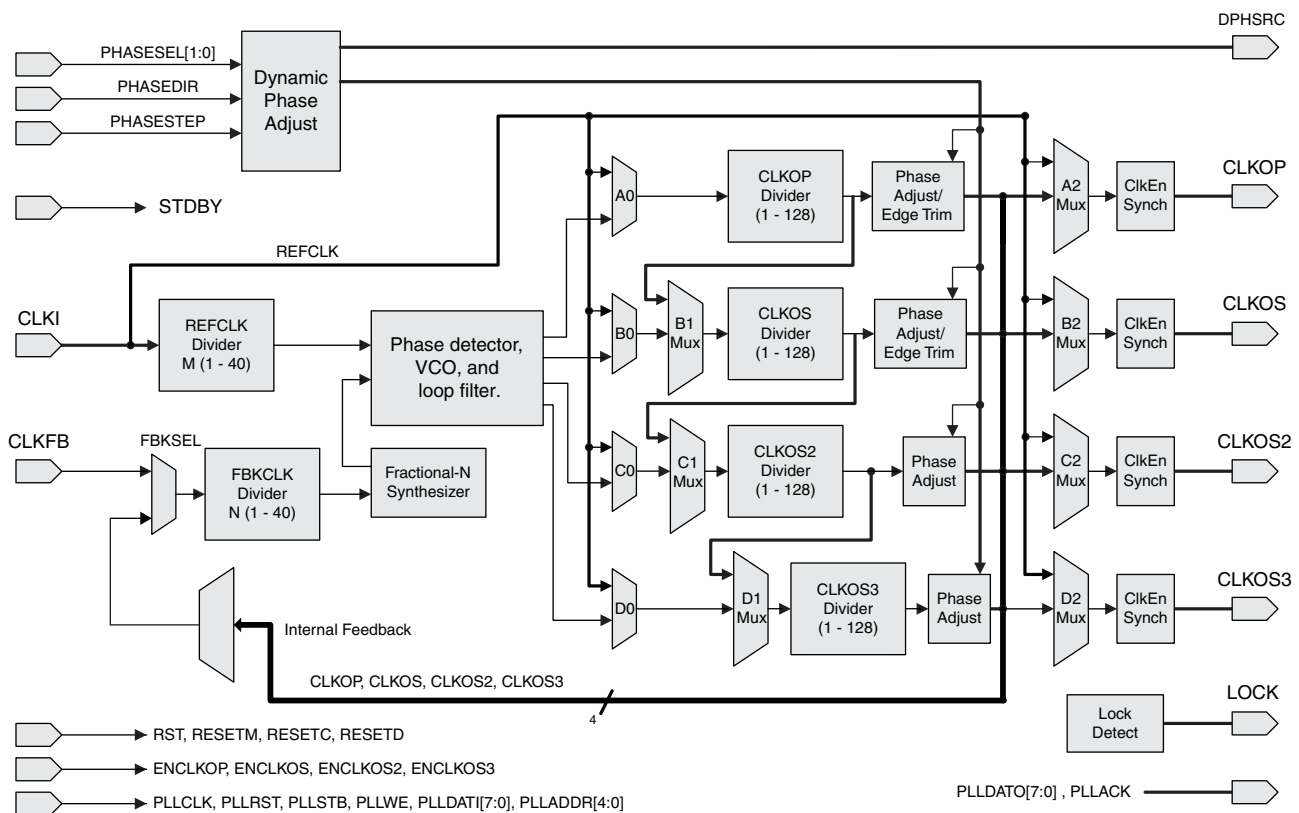 DPHSRC
PHASESEL[1:0]
PHASEDIR
PHASESTEP
Dynamic
Phase
Adjust
STDBY
REFCLK
CLKI
REFCLK
Divider
M (1 - 40)
Phase detector,
VCO, and
loop filter.
CLKFB
FBKSEL
FBKCLK
Divider
N (1 - 40)
Fractional-N
Synthesizer
A0
CLKOP
Divider
(1 - 128)
Phase
Adjust/
Edge Trim
A2
Mux
ClkEn
Synch
CLKOP
B0
B1
Mux
CLKOS
Divider
(1 - 128)
Phase
Adjust/
Edge Trim
B2
Mux
ClkEn
Synch
CLKOS
C0
C1
Mux
CLKOS2
Divider
(1 - 128)
Phase
Adjust
C2
Mux
ClkEn
Synch
CLKOS2
D0
D1
Mux
CLKOS3
Divider
(1 - 128)
Phase
Adjust
D2
Mux
ClkEn
Synch
CLKOS3
Internal Feedback
CLKOP, CLKOS, CLKOS2, CLKOS3
4
Lock
Detect
LOCK
RST, RESETM, RESETC, RESETD
ENCLKOP, ENCLKOS, ENCLKOS2, ENCLKOS3
PLLCLK, PLLRST, PLLSTB, PLLWE, PLLDATI[7:0], PLLADDR[4:0]
PLLDATO[7:0] , PLLACK